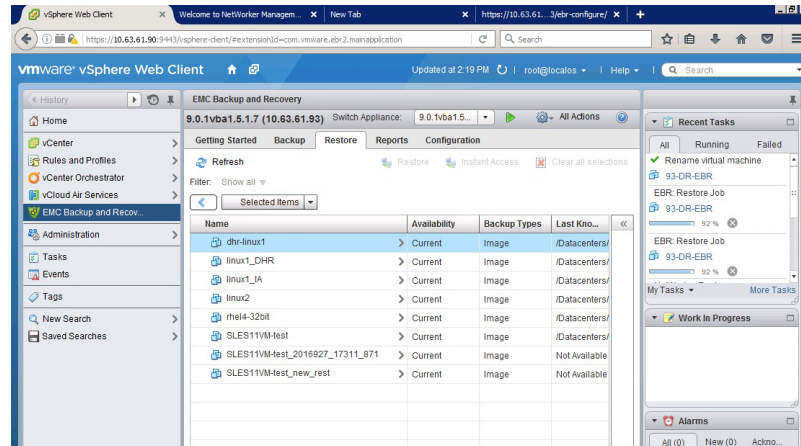 vSphere Web Client
Welcome to NetWorker Managem...
New Tab
https://10.63.61....3/ebr-configure/
https://10.63.61.90:9443/vsphere-client/#extensionId=com.vmware.ebr2.mainapplication
Search
vmware® vSphere Web Client
Updated at 2:19 PM
root@localos
Help
Search
History
Home
vCenter
Rules and Profiles
vCenter Orchestrator
vCloud Air Services
EMC Backup and Recov...
Administration
Tasks
Events
Tags
New Search
Saved Searches
EMC Backup and Recovery
9.0.1vba1.5.1.7 (10.63.61.93) Switch Appliance: 9.0.1vba1.5... All Actions
Getting Started Backup Restore Reports Configuration
Refresh Restore Instant Access Clear all selections
Filter: Show all
Selected Items
Name Availability Backup Types Last Kno...
dhr-linux1 Current Image /Datacenters/
linux1_DHR Current Image /Datacenters/
linux1_IA Current Image /Datacenters/
linux2 Current Image /Datacenters/
rhel4-32bit Current Image /Datacenters/
SLES11VM-test Current Image /Datacenters/
SLES11VM-test_2016927_17311_871 Current Image Not Available
SLES11VM-test_new_rest Current Image Not Available
Recent Tasks
All Running Failed
Rename virtual machine
93-DR-EBR
EBR: Restore Job
93-DR-EBR
92 %
EBR: Restore Job
93-DR-EBR
92 %
My Tasks More Tasks
Work In Progress
Alarms
All (0) New (0) Ackno...